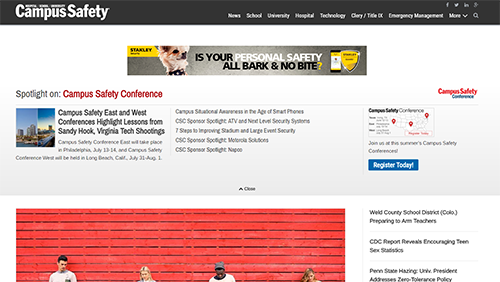 HOSPITAL · SCHOOL · UNIVERSITY
Campus Safety
News School University Hospital Technology Clery / Title IX Emergency Management More
STANLEY
IS YOUR PERSONAL SAFETY
ALL BARK & NO BITE?
STANLEY
Spotlight on: Campus Safety Conference
Campus Safety
Conference
Campus Safety East and West
Conferences Highlight Lessons from
Sandy Hook, Virginia Tech Shootings
Campus Safety Conference East will take place
in Philadelphia, July 13-14, and Campus Safety
Conference West will be held in Long Beach, Calif., July 31-Aug. 1.
Campus Situational Awareness in the Age of Smart Phones
CSC Sponsor Spotlight: ATV and Next Level Security Systems
7 Steps to Improving Stadium and Large Event Security
CSC Sponsor Spotlight: Motorola Solutions
CSC Sponsor Spotlight: Napco
Campus Safety Conference
Join us at this summer's Campus Safety
Conferences!
Register Today!
Close
Weld County School District (Colo.)
Preparing to Arm Teachers
CDC Report Reveals Encouraging Teen
Sex Statistics
Penn State Hazing: Univ. President
Addresses Zero-Tolerance Policy